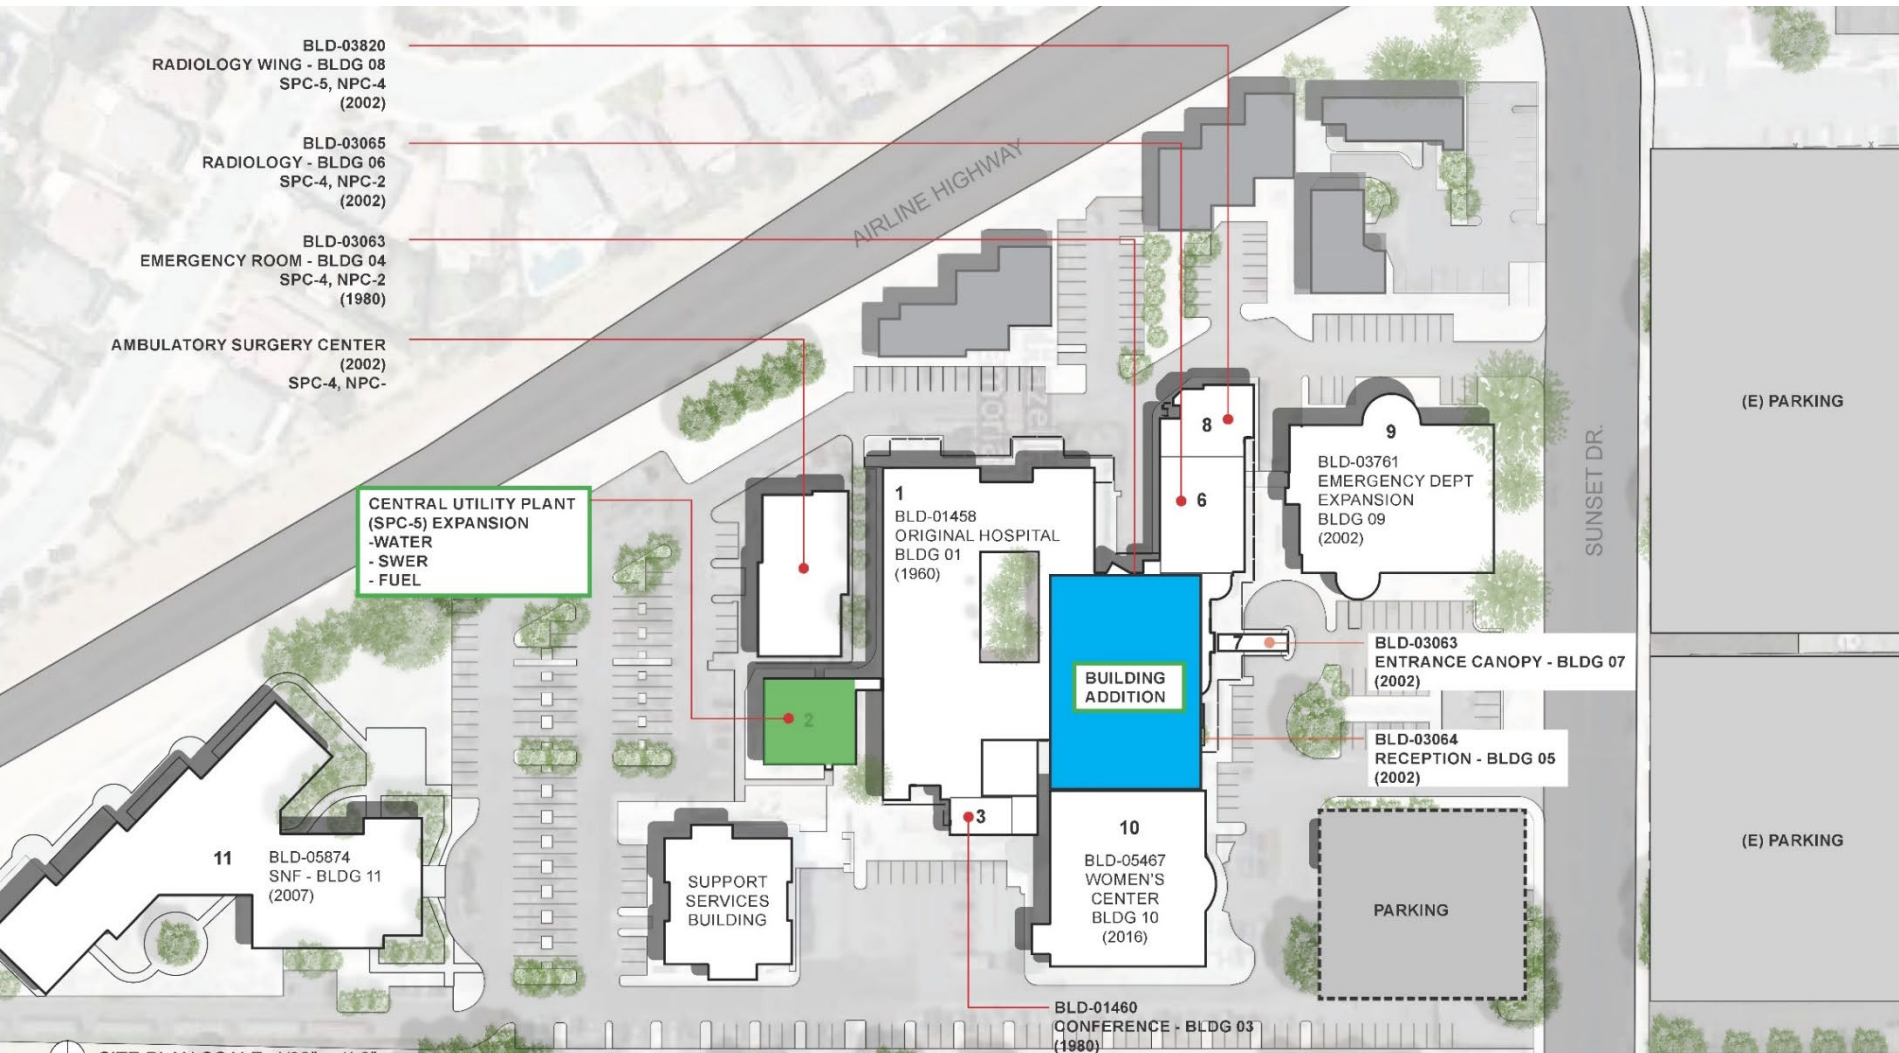 BLD-03820
RADIOLOGY WING - BLDG 08
SPC-5, NPC-4
(2002)
BLD-03065
RADIOLOGY - BLDG 06
SPC-4, NPC-2
(2002)
BLD-03063
EMERGENCY ROOM - BLDG 04
SPC-4, NPC-2
(1980)
AMBULATORY SURGERY CENTER
(2002)
SPC-4, NPC-
AIRLINE HIGHWAY
SUNSET DR.
(E) PARKING
8
6
9
BLD-03761
EMERGENCY DEPT
EXPANSION
BLDG 09
(2002)
CENTRAL UTILITY PLANT
(SPC-5) EXPANSION
-WATER
- SWER
- FUEL
1
BLD-01458
ORIGINAL HOSPITAL
BLDG 01
(1960)
7
BLD-03063
ENTRANCE CANOPY - BLDG 07
(2002)
BUILDING
ADDITION
2
BLD-03064
RECEPTION - BLDG 05
(2002)
3
10
BLD-05467
WOMEN'S
CENTER
BLDG 10
(2016)
11
BLD-05874
SNF - BLDG 11
(2007)
SUPPORT
SERVICES
BUILDING
PARKING
(E) PARKING
BLD-01460
CONFERENCE - BLDG 03
(1980)